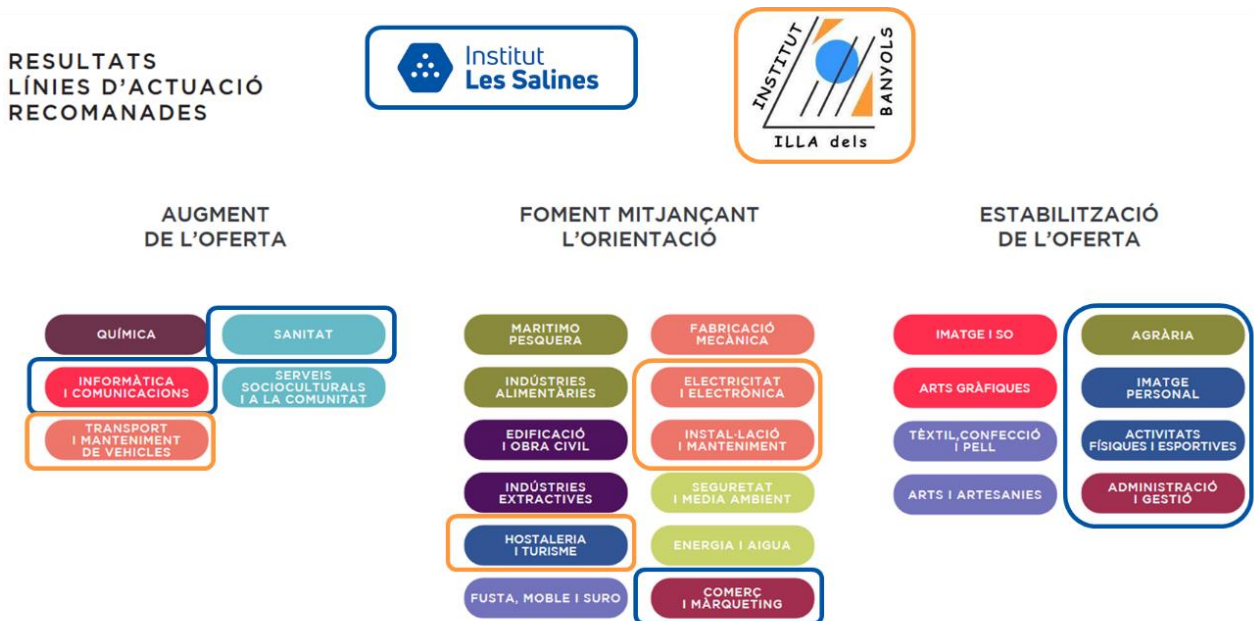 RESULTATS
LÍNIES D'ACTUACIÓ
RECOMANADES
Institut
Les Salines
INSTITUT
ILLA dels
BANYOLS
AUGMENT
DE L'OFERTA
QUÍMICA
SANITAT
INFORMÀTICA
I COMUNICACIONS
SERVEIS
SOCIOCULTURALS
I A LA COMUNITAT
TRANSPORT
I MANTENIMENT
DE VEHICLES
FOMENT MITJANÇANT
L'ORIENTACIÓ
MARITIMO
PESQUERA
FABRICACIÓ
MECÀNICA
INDÚSTRIES
ALIMENTÀRIES
ELECTRICITAT
I ELECTRÒNICA
EDIFICACIÓ
I OBRA CIVIL
INSTAL·LACIÓ
I MANTENIMENT
INDÚSTRIES
EXTRACTIVES
SEGURETAT
I MEDIA AMBIENT
HOSTALERIA
I TURISME
ENERGIA I AIGUA
FUSTA, MOBLE I SURO
COMERÇ
I MÀRQUETING
ESTABILITZACIÓ
DE L'OFERTA
IMATGE I SO
AGRÀRIA
ARTS GRÀFIQUES
IMATGE
PERSONAL
TÈXTIL,CONFECCIÓ
I PELL
ACTIVITATS
FÍSIQUES I ESPORTIVES
ARTS I ARTESANIES
ADMINISTRACIÓ
I GESTIÓ